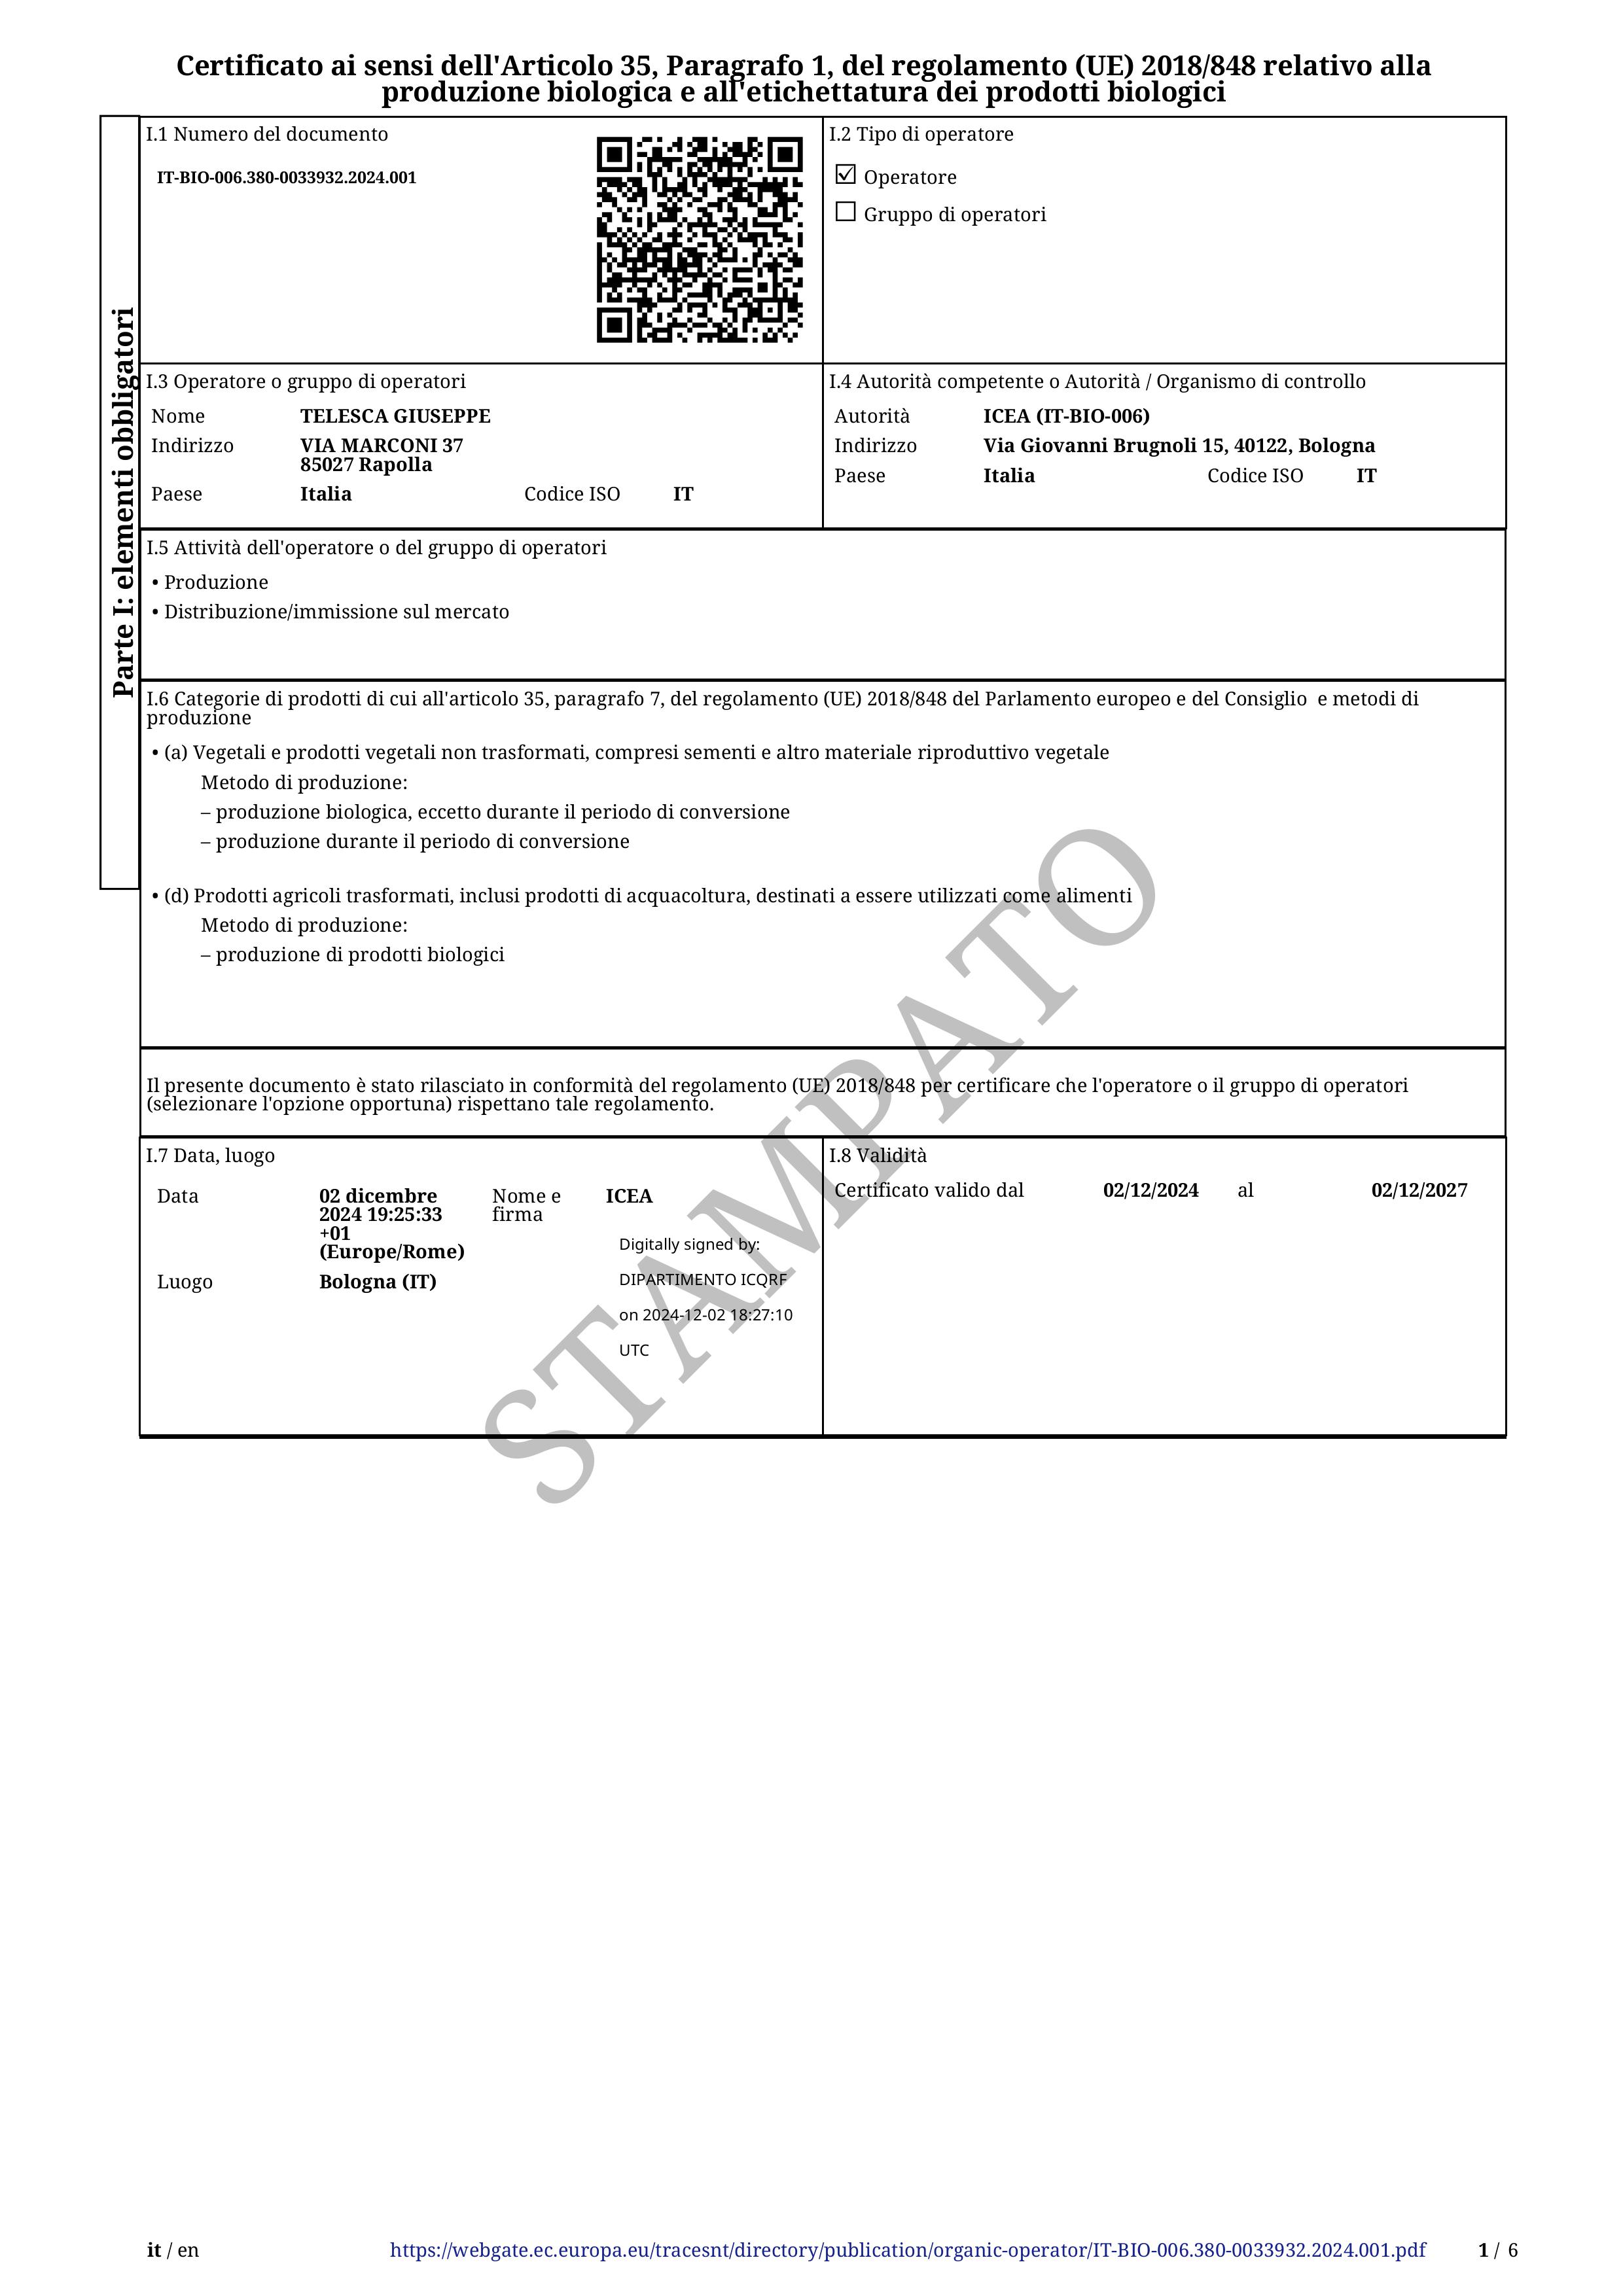 Certificato ai sensi dell'Articolo 35, Paragrafo 1, del regolamento (UE) 2018/848 relativo alla
produzione biologica e all'etichettatura dei prodotti biologici
Parte I: elementi obbligatori
I.1 Numero del documento
IT-BIO-006.380-0033932.2024.001
I.2 Tipo di operatore
☑ Operatore
☐ Gruppo di operatori
I.3 Operatore o gruppo di operatori
Nome TELESCA GIUSEPPE
Indirizzo VIA MARCONI 37
85027 Rapolla
Paese Italia Codice ISO IT
I.4 Autorità competente o Autorità / Organismo di controllo
Autorità ICEA (IT-BIO-006)
Indirizzo Via Giovanni Brugnoli 15, 40122, Bologna
Paese Italia Codice ISO IT
I.5 Attività dell'operatore o del gruppo di operatori
• Produzione
• Distribuzione/immissione sul mercato
I.6 Categorie di prodotti di cui all'articolo 35, paragrafo 7, del regolamento (UE) 2018/848 del Parlamento europeo e del Consiglio e metodi di
produzione
• (a) Vegetali e prodotti vegetali non trasformati, compresi sementi e altro materiale riproduttivo vegetale
Metodo di produzione:
– produzione biologica, eccetto durante il periodo di conversione
– produzione durante il periodo di conversione
• (d) Prodotti agricoli trasformati, inclusi prodotti di acquacoltura, destinati a essere utilizzati come alimenti
Metodo di produzione:
– produzione di prodotti biologici
Il presente documento è stato rilasciato in conformità del regolamento (UE) 2018/848 per certificare che l'operatore o il gruppo di operatori
(selezionare l'opzione opportuna) rispettano tale regolamento.
I.7 Data, luogo
Data 02 dicembre
2024 19:25:33
+01
(Europe/Rome)
Nome e
firma
ICEA
Digitally signed by:
DIPARTIMENTO ICQRF
on 2024-12-02 18:27:10
UTC
Luogo Bologna (IT)
I.8 Validità
Certificato valido dal 02/12/2024 al 02/12/2027
STAMPATO
it / en
https://webgate.ec.europa.eu/tracesnt/directory/publication/organic-operator/IT-BIO-006.380-0033932.2024.001.pdf
1 / 6